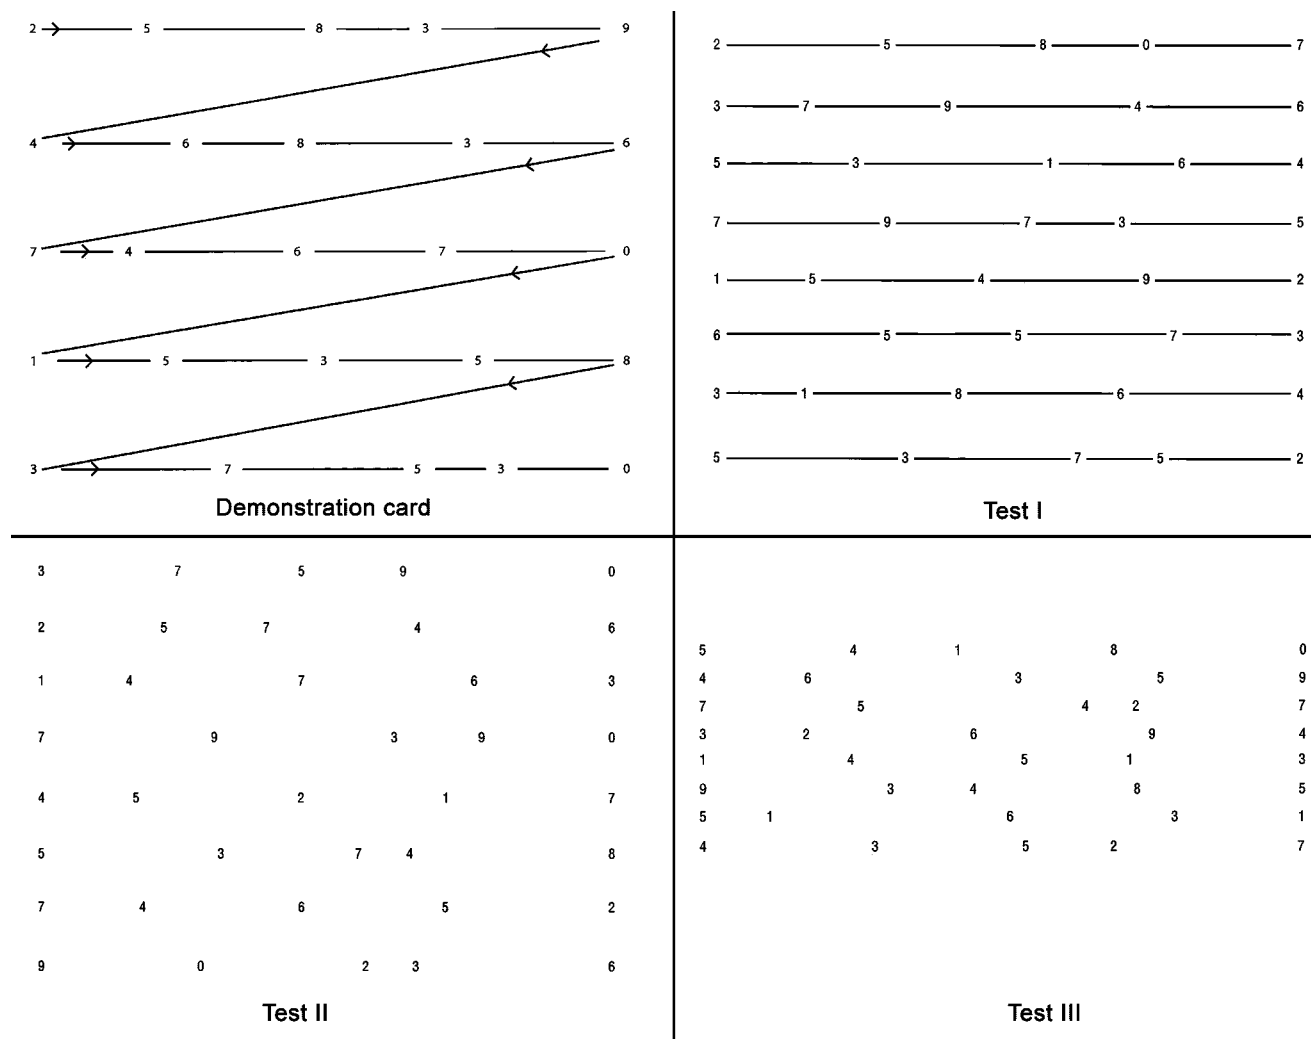 2 5 8 3 9
4 6 8 3 6
7 4 6 7 0
1 5 3 5 8
3 7 5 3 0
Demonstration card
2 5 8 0 7
3 7 9 4 6
5 3 1 6 4
7 9 7 3 5
1 5 4 9 2
6 5 5 7 3
3 1 8 6 4
5 3 7 5 2
Test I
3 7 5 9 0
2 5 7 4 6
1 4 7 6 3
7 9 3 9 0
4 5 2 1 7
5 3 7 4 8
7 4 6 5 2
9 0 2 3 6
Test II
5 4 1 8 0
4 6 3 5 9
7 5 4 2 7
3 2 6 9 4
1 4 5 1 3
9 3 4 8 5
5 1 6 3 1
4 3 5 2 7
Test III